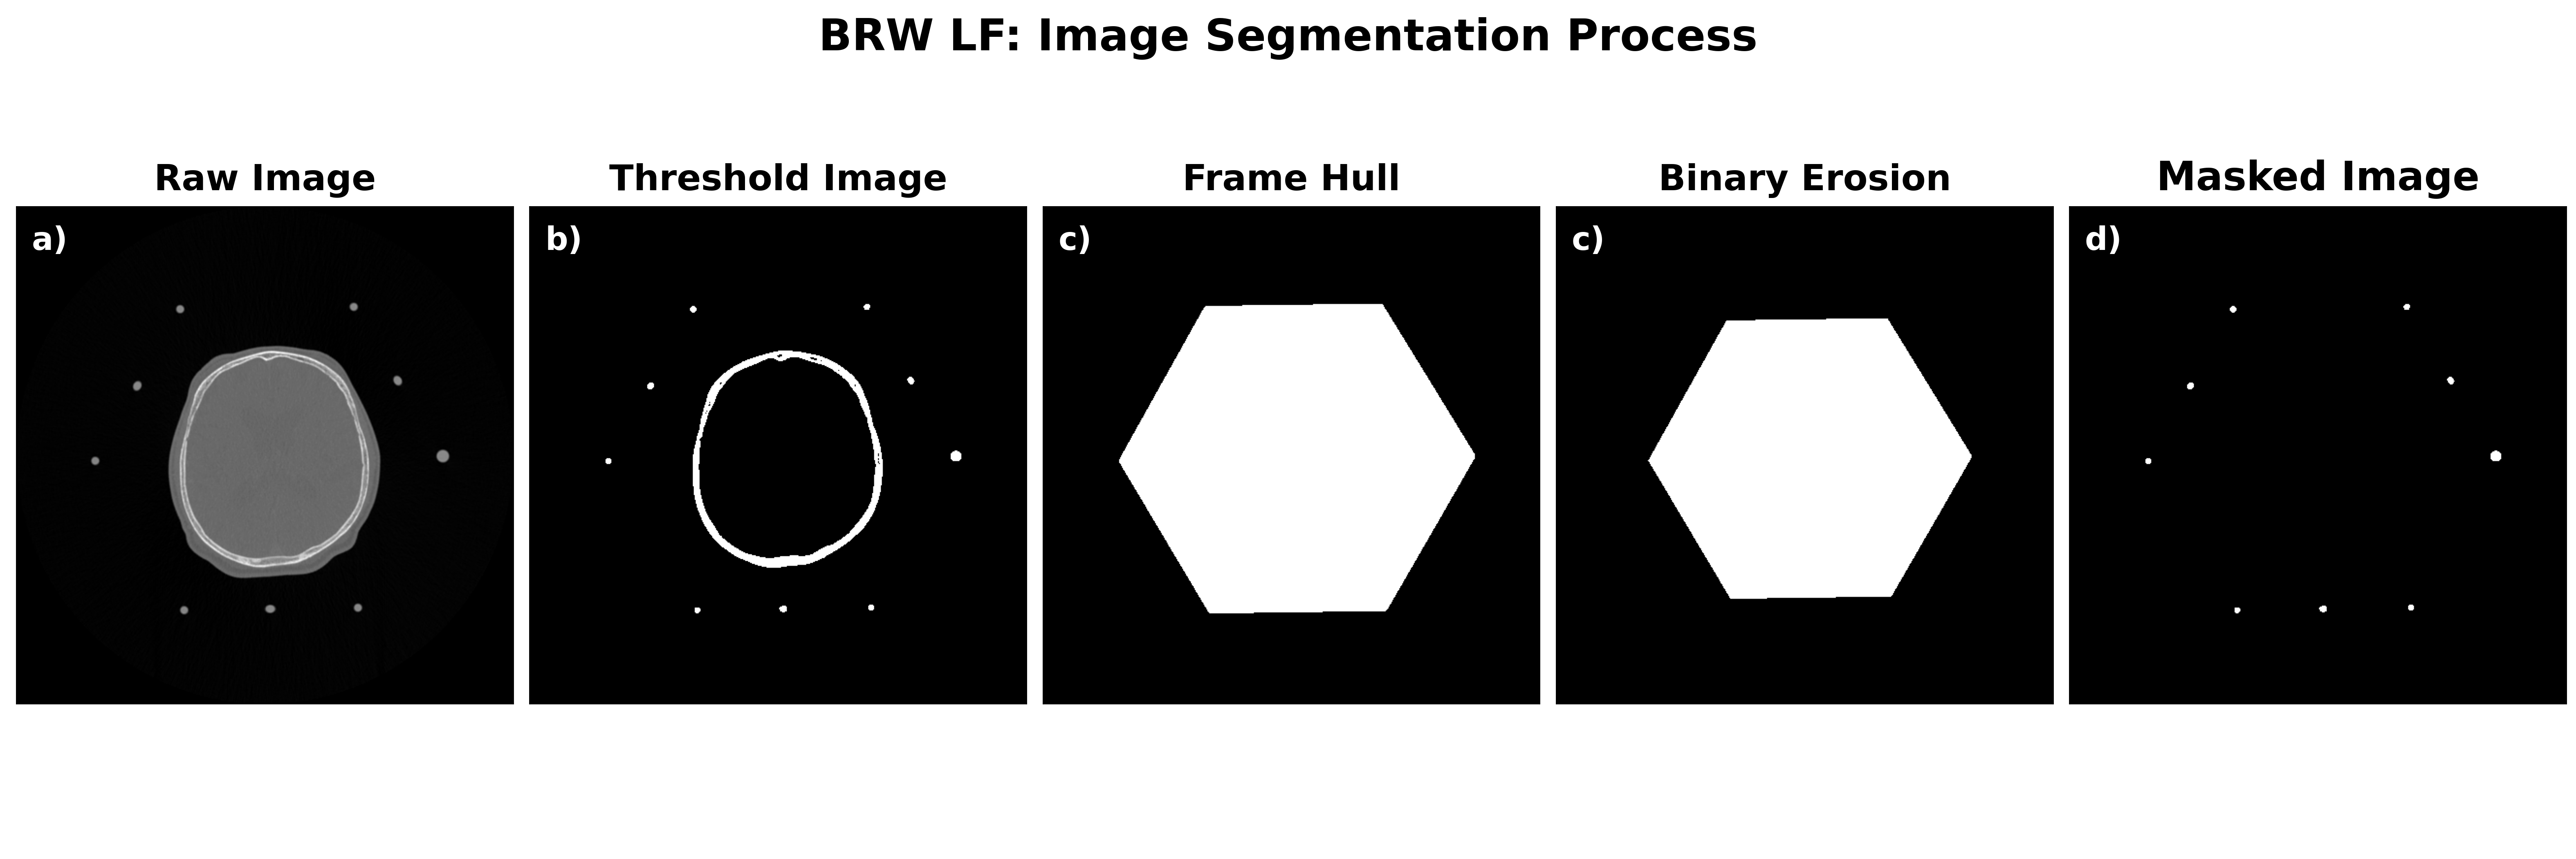 BRW LF: Image Segmentation Process
Raw Image
Threshold Image
Frame Hull
Binary Erosion
Masked Image
a)
b)
c)
c)
d)